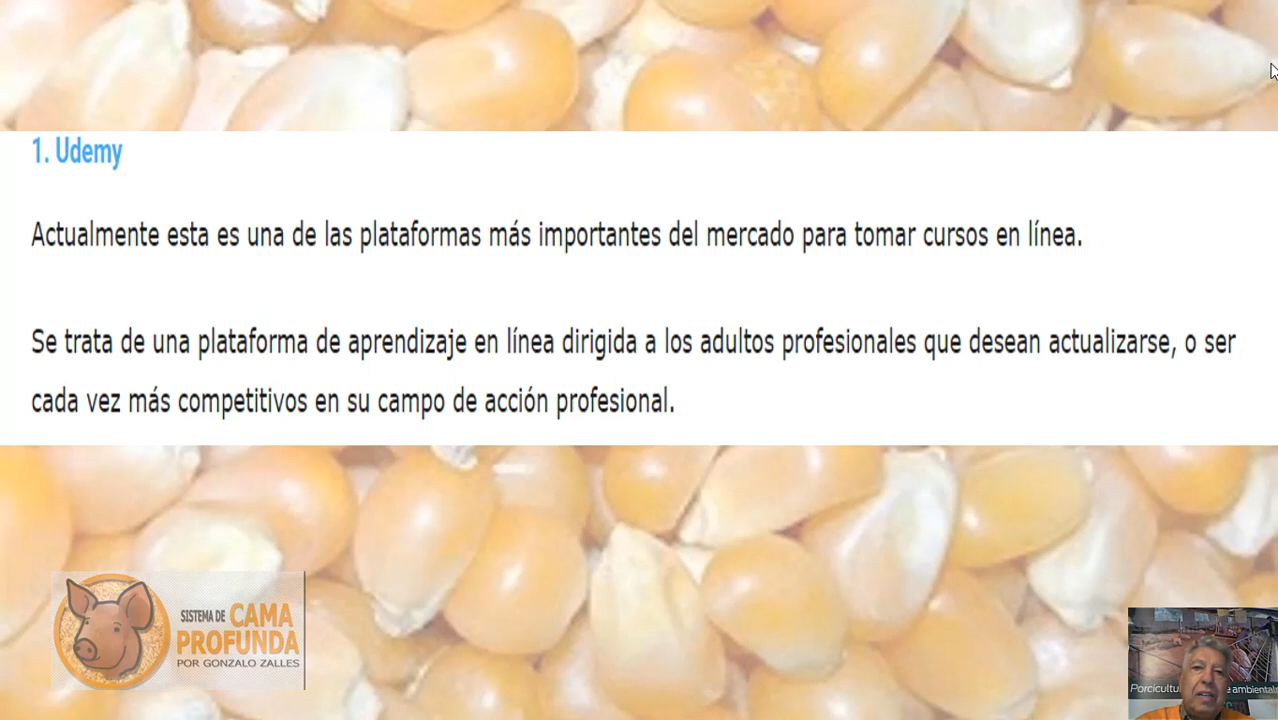 1. Udemy
Actualmente esta es una de las plataformas más importantes del mercado para tomar cursos en línea.
Se trata de una plataforma de aprendizaje en línea dirigida a los adultos profesionales que desean actualizarse, o ser
cada vez más competitivos en su campo de acción profesional.
SISTEMA DE CAMA
PROFUNDA
POR GONZALO ZALLES